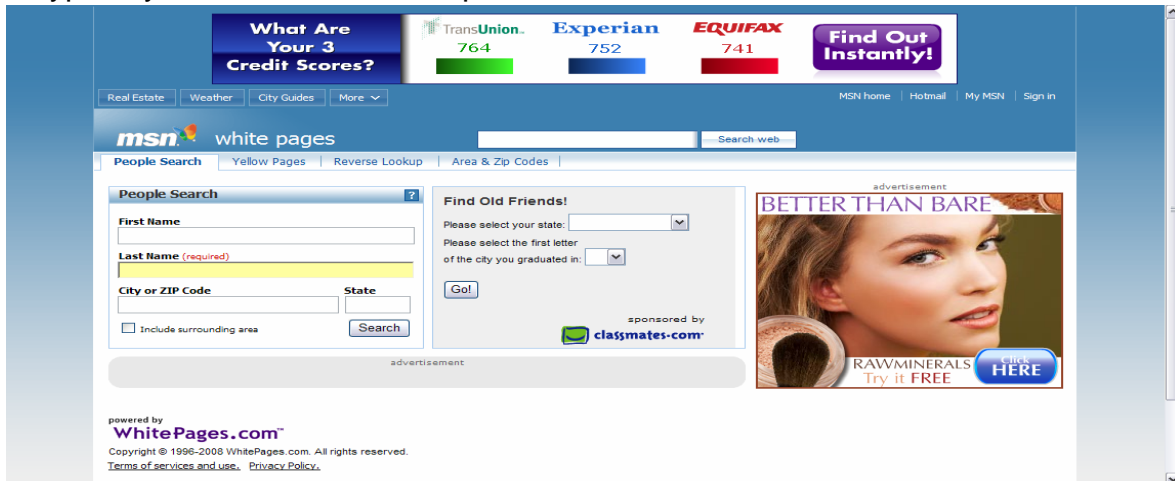 What Are
Your 3
Credit Scores?
TransUnion. Experian EQUIFAX
764 752 741
Find Out
Instantly!
Real Estate Weather City Guides More MSN home Hotmail My MSN Sign in
msn white pages Search web
People Search Yellow Pages Reverse Lookup Area & Zip Codes
People Search ?
First Name
Last Name (required)
City or ZIP Code State
Include surrounding area Search
Find Old Friends!
Please select your state:
Please select the first letter
of the city you graduated in:
Go!
sponsored by
classmates.com
advertisement
BETTER THAN BARE
RAWMINERALS
Try it FREE
Click
HERE
advertisement
powered by
WhitePages.com™
Copyright © 1996-2008 WhitePages.com. All rights reserved.
Terms of services and use. Privacy Policy.